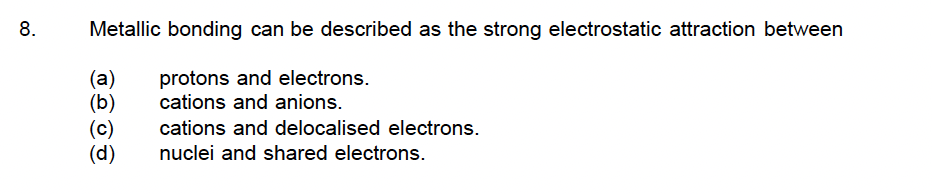 8. Metallic bonding can be described as the strong electrostatic attraction between
(a) protons and electrons.
(b) cations and anions.
(c) cations and delocalised electrons.
(d) nuclei and shared electrons.